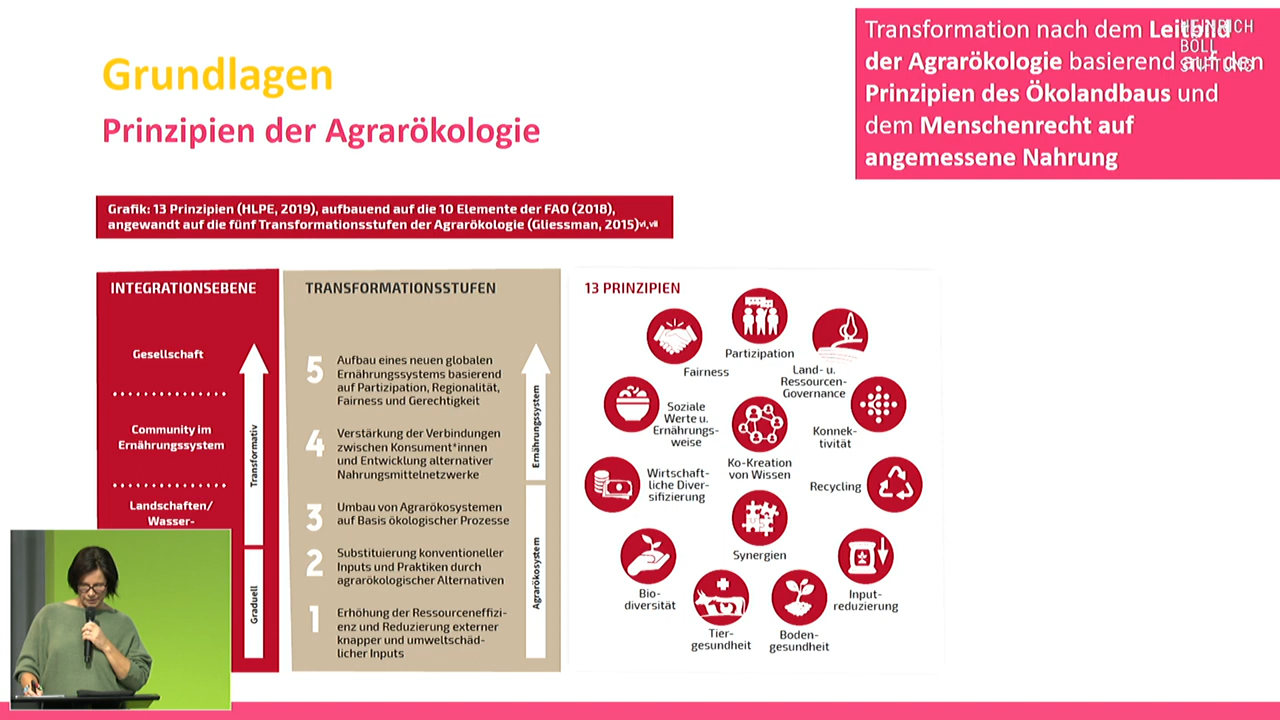 Grundlagen
Prinzipien der Agrarökologie
Transformation nach dem Leitbild
der Agrarökologie basierend auf den
Prinzipien des Ökolandbaus und
dem Menschenrecht auf
angemessene Nahrung
HEINRICH
BÖLL
STIFTUNG
Grafik: 13 Prinzipien (HLPE, 2019), aufbauend auf die 10 Elemente der FAO (2018),
angewandt auf die fünf Transformationsstufen der Agrarökologie (Gliessman, 2015)vi,vii
INTEGRATIONSEBENE
Gesellschaft
Community im
Ernährungssystem
Landschaften/
Wasser-
Transformativ
Graduell
TRANSFORMATIONSSTUFEN
5
Aufbau eines neuen globalen
Ernährungssystems basierend
auf Partizipation, Regionalität,
Fairness und Gerechtigkeit
4
Verstärkung der Verbindungen
zwischen Konsument*innen
und Entwicklung alternativer
Nahrungsmittelnetzwerke
3
Umbau von Agrarökosystemen
auf Basis ökologischer Prozesse
2
Substituierung konventioneller
Inputs und Praktiken durch
agrarökologischer Alternativen
1
Erhöhung der Ressourceneffizi-
enz und Reduzierung externer
knapper und umweltschäd-
licher Inputs
Ernährungssystem
Agrarökosystem
13 PRINZIPIEN
Partizipation
Fairness
Land- u.
Ressourcen-
Governance
Soziale
Werte u.
Ernährungs-
weise
Konnek-
tivität
Ko-Kreation
von Wissen
Wirtschaft-
liche Diver-
sifizierung
Recycling
Synergien
Bio-
diversität
Input-
reduzierung
Tier-
gesundheit
Boden-
gesundheit